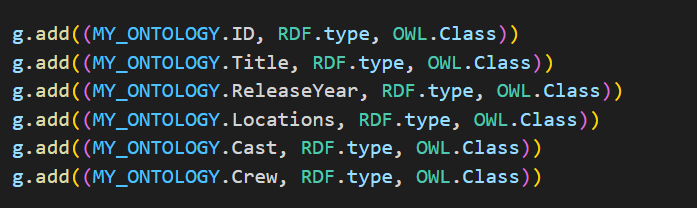 g.add((MY_ONTOLOGY.ID, RDF.type, OWL.Class))
g.add((MY_ONTOLOGY.Title, RDF.type, OWL.Class))
g.add((MY_ONTOLOGY.ReleaseYear, RDF.type, OWL.Class))
g.add((MY_ONTOLOGY.Locations, RDF.type, OWL.Class))
g.add((MY_ONTOLOGY.Cast, RDF.type, OWL.Class))
g.add((MY_ONTOLOGY.Crew, RDF.type, OWL.Class))